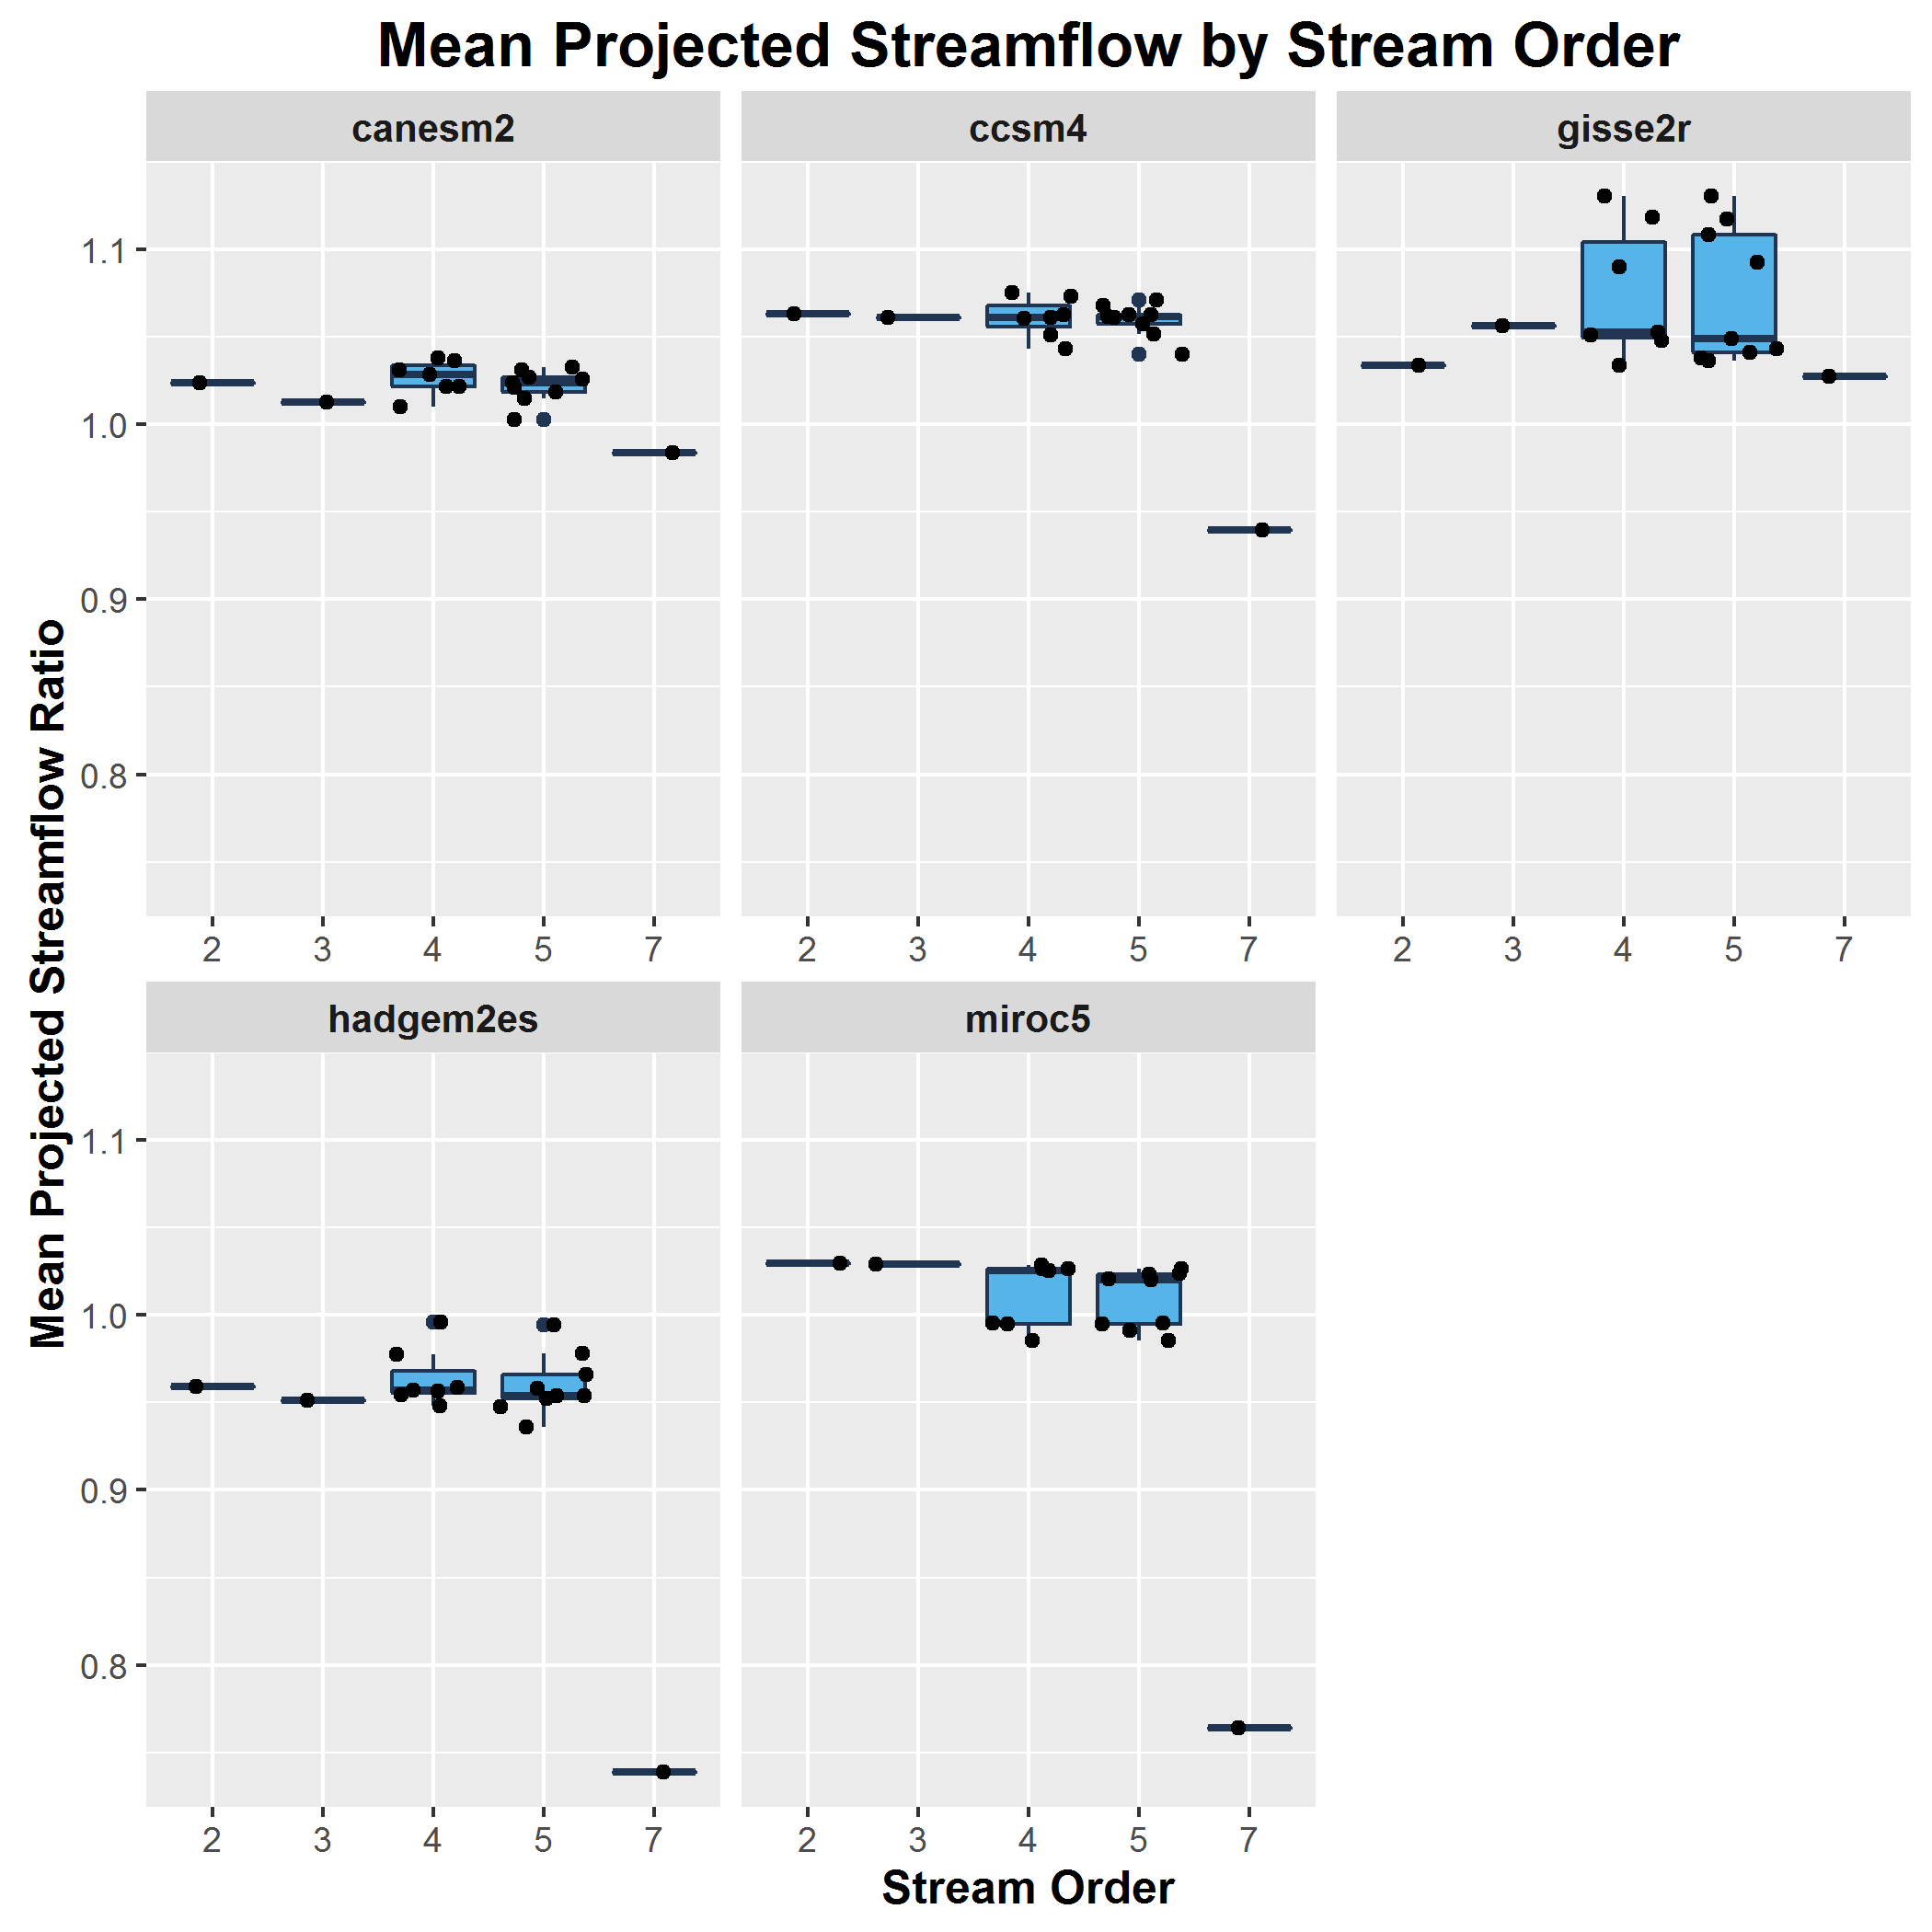 Mean Projected Streamflow by Stream Order
canesm2
ccsm4
gisse2r
1.1
1.0
0.9
0.8
2 3 4 5 7
2 3 4 5 7
2 3 4 5 7
Mean Projected Streamflow Ratio
hadgem2es
miroc5
1.1
1.0
0.9
0.8
2 3 4 5 7
2 3 4 5 7
Stream Order